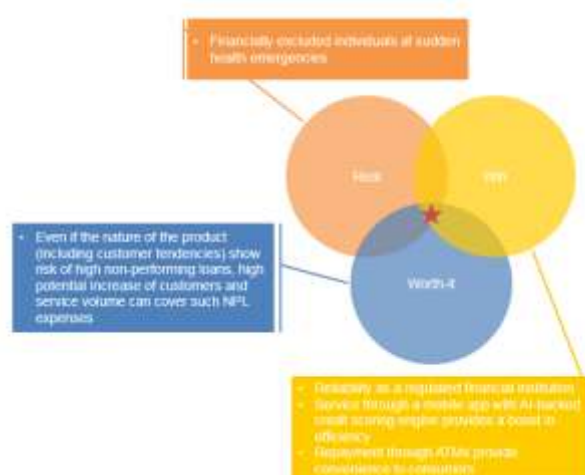 • Financially excluded individuals at sudden
health emergencies
Real
Win
• Even if the nature of the product
(including customer tendencies) show
risk of high non-performing loans, high
potential increase of customers and
service volume can cover such NPL
expenses
Worth-it
• Reliability as a regulated financial institution
• Service through a mobile app with AI-backed
credit scoring engine provides a boost in
efficiency
• Repayment through ATMs provide
convenience to consumers